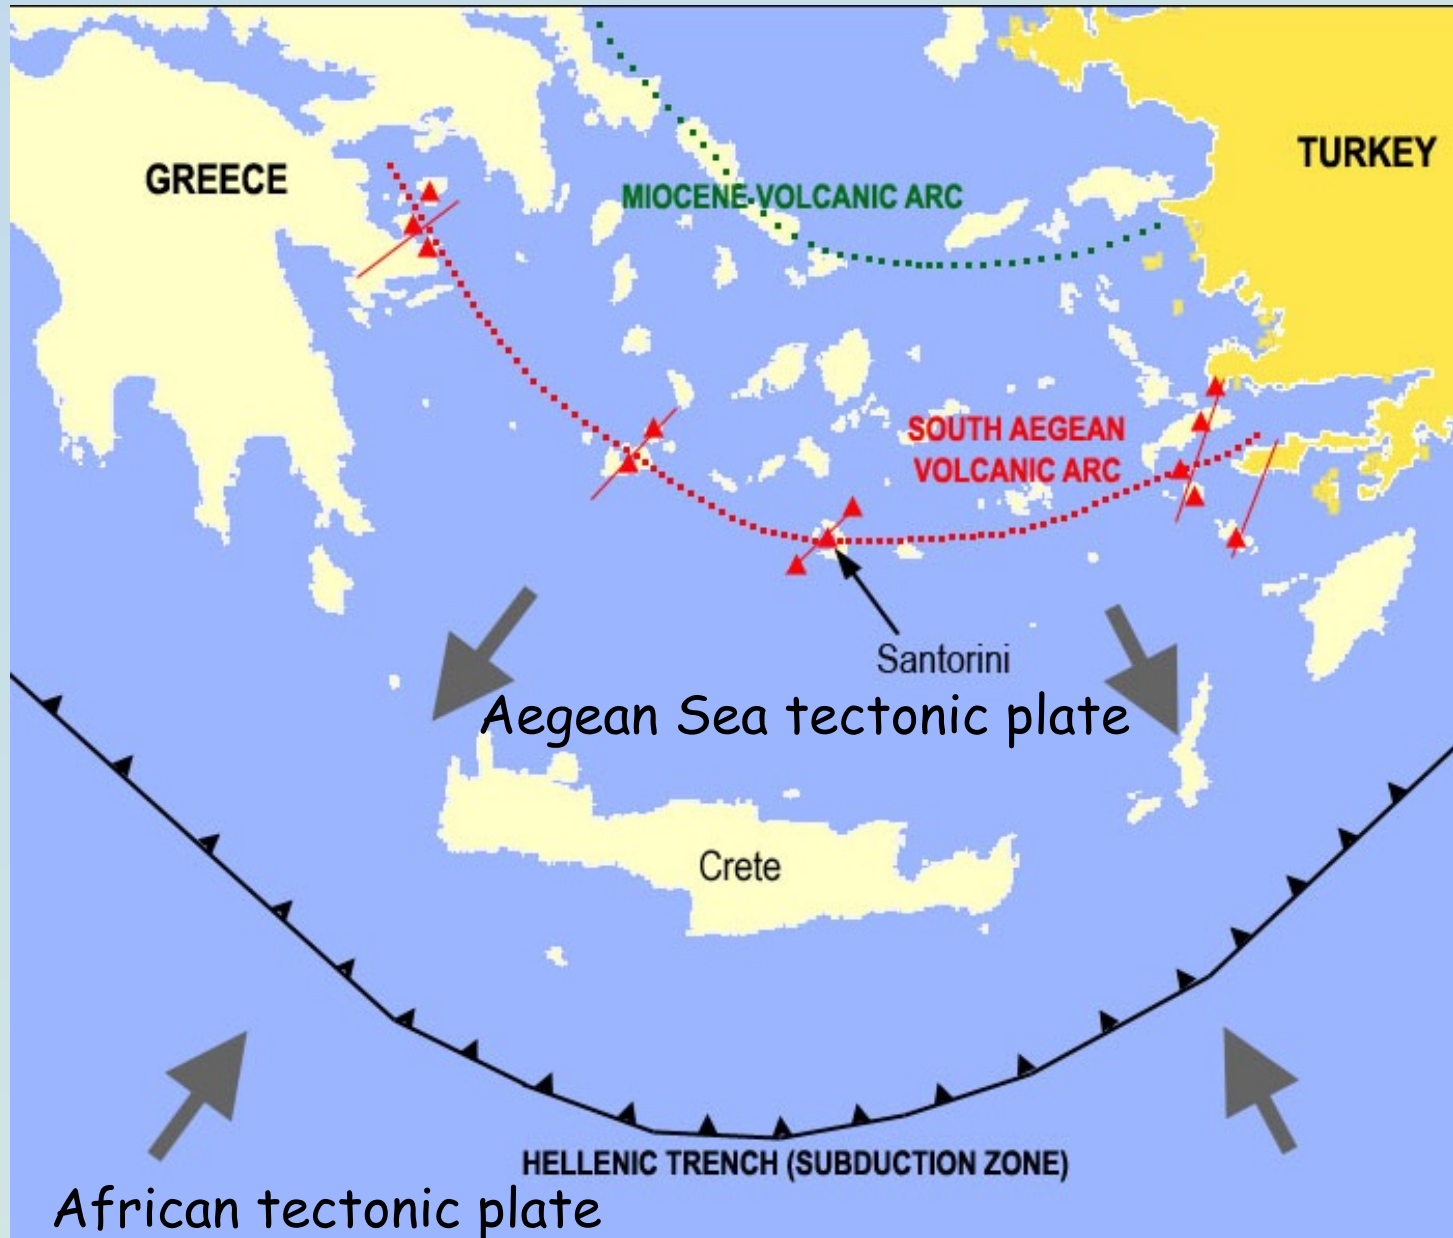 GREECE
TURKEY
MIOCENE VOLCANIC ARC
SOUTH AEGEAN
VOLCANIC ARC
Santorini
Aegean Sea tectonic plate
Crete
HELLENIC TRENCH (SUBDUCTION ZONE)
African tectonic plate